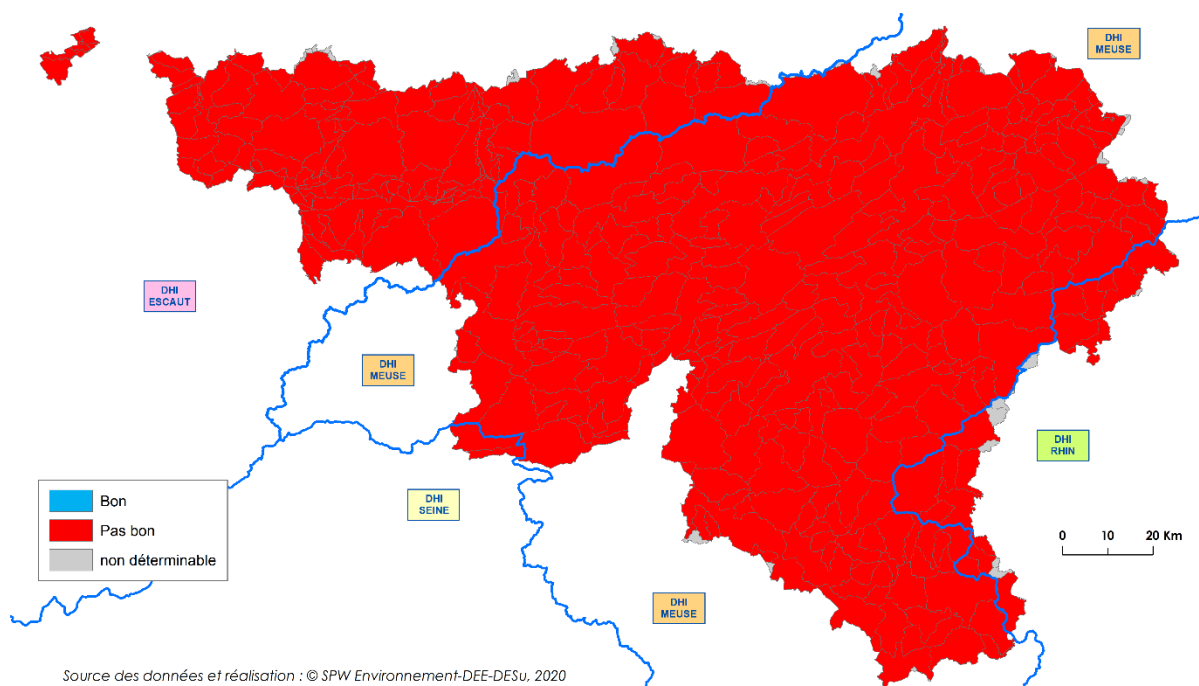 DHI
MEUSE
DHI
ESCAUT
DHI
MEUSE
DHI
RHIN
DHI
SEINE
Bon
Pas bon
non déterminable
0 10 20 Km
DHI
MEUSE
Source des données et réalisation : © SPW Environnement-DEE-DESu, 2020